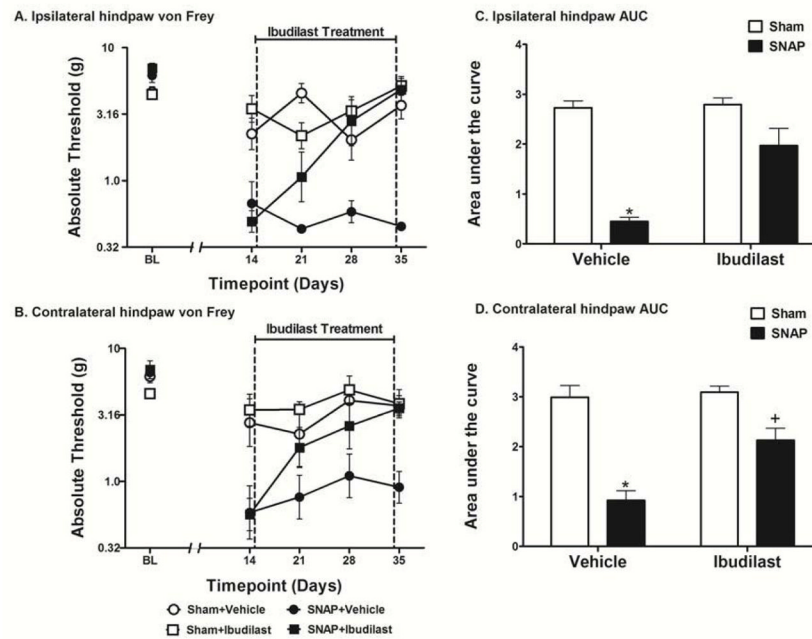 A. Ipsilateral hindpaw von Frey
Ibudilast Treatment
Absolute Threshold (g)
10
3.16
1.0
0.32
BL
14
21
28
35
Timepoint (Days)
C. Ipsilateral hindpaw AUC
Sham
SNAP
Area under the curve
4
3
2
1
0
*
Vehicle
Ibudilast
B. Contralateral hindpaw von Frey
Ibudilast Treatment
Absolute Threshold (g)
10
3.16
1.0
0.32
BL
14
21
28
35
Timepoint (Days)
Sham+Vehicle
SNAP+Vehicle
Sham+Ibudilast
SNAP+Ibudilast
D. Contralateral hindpaw AUC
Sham
SNAP
Area under the curve
4
3
2
1
0
*
+
Vehicle
Ibudilast